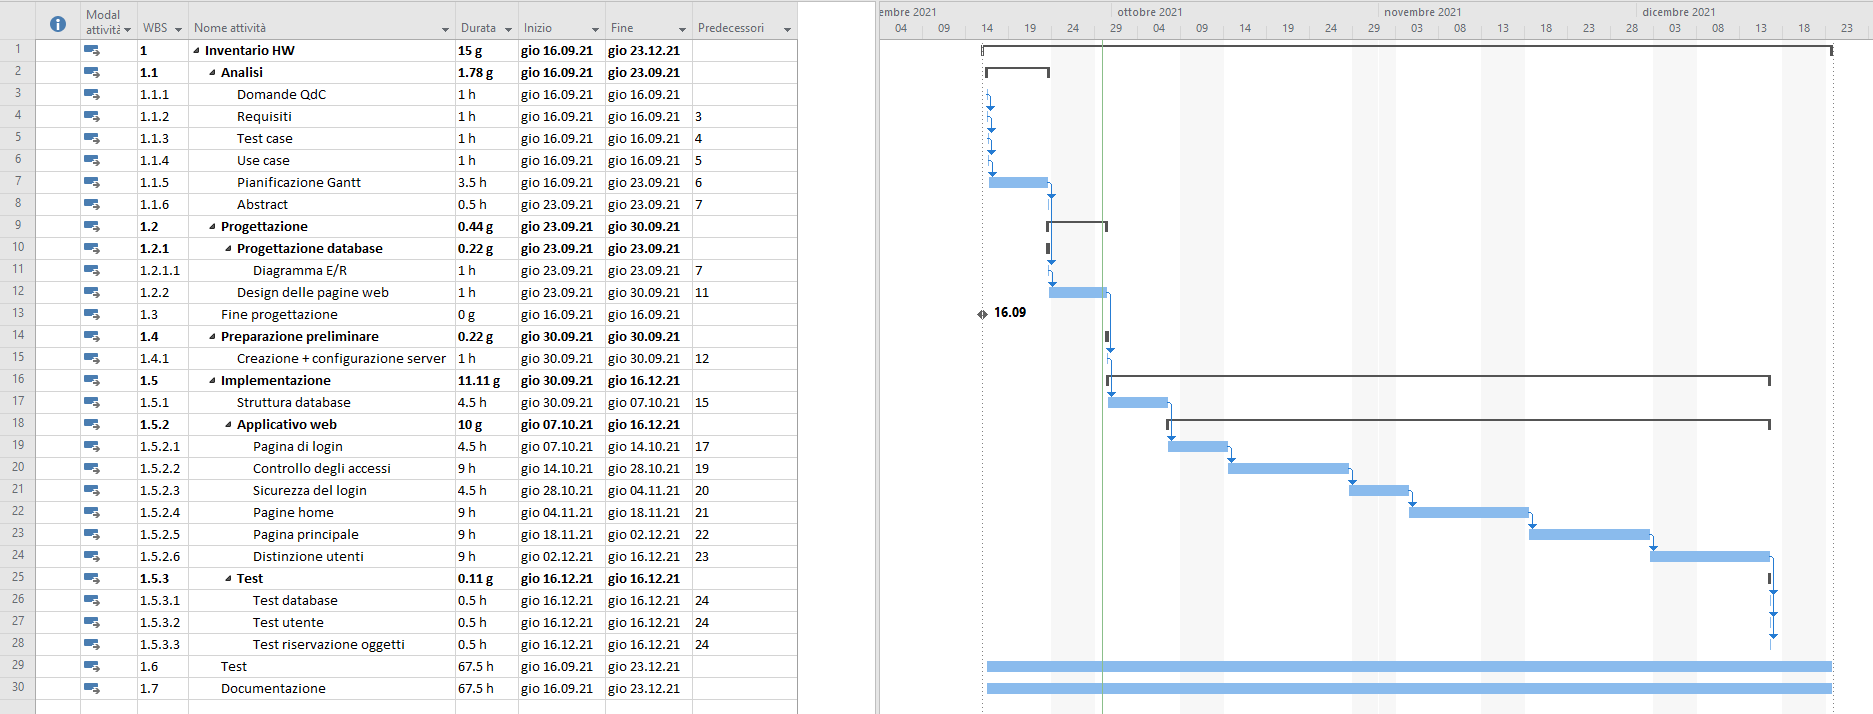 Modal attività WBS Nome attività Durata Inizio Fine Predecessori
embre 2021 ottobre 2021 novembre 2021 dicembre 2021
04 09 14 19 24 29 04 09 14 19 24 29 03 08 13 18 23 28 03 08 13 18 23
1 1 Inventario HW 15 g gio 16.09.21 gio 23.12.21
2 1.1 Analisi 1.78 g gio 16.09.21 gio 23.09.21
3 1.1.1 Domande QdC 1 h gio 16.09.21 gio 16.09.21
4 1.1.2 Requisiti 1 h gio 16.09.21 gio 16.09.21 3
5 1.1.3 Test case 1 h gio 16.09.21 gio 16.09.21 4
6 1.1.4 Use case 1 h gio 16.09.21 gio 16.09.21 5
7 1.1.5 Pianificazione Gantt 3.5 h gio 16.09.21 gio 23.09.21 6
8 1.1.6 Abstract 0.5 h gio 23.09.21 gio 23.09.21 7
9 1.2 Progettazione 0.44 g gio 23.09.21 gio 30.09.21
10 1.2.1 Progettazione database 0.22 g gio 23.09.21 gio 23.09.21
11 1.2.1.1 Diagramma E/R 1 h gio 23.09.21 gio 23.09.21 7
12 1.2.2 Design delle pagine web 1 h gio 23.09.21 gio 30.09.21 11
13 1.3 Fine progettazione 0 g gio 16.09.21 gio 16.09.21 16.09
14 1.4 Preparazione preliminare 0.22 g gio 30.09.21 gio 30.09.21
15 1.4.1 Creazione + configurazione server 1 h gio 30.09.21 gio 30.09.21 12
16 1.5 Implementazione 11.11 g gio 30.09.21 gio 16.12.21
17 1.5.1 Struttura database 4.5 h gio 30.09.21 gio 07.10.21 15
18 1.5.2 Applicativo web 10 g gio 07.10.21 gio 16.12.21
19 1.5.2.1 Pagina di login 4.5 h gio 07.10.21 gio 14.10.21 17
20 1.5.2.2 Controllo degli accessi 9 h gio 14.10.21 gio 28.10.21 19
21 1.5.2.3 Sicurezza del login 4.5 h gio 28.10.21 gio 04.11.21 20
22 1.5.2.4 Pagine home 9 h gio 04.11.21 gio 18.11.21 21
23 1.5.2.5 Pagina principale 9 h gio 18.11.21 gio 02.12.21 22
24 1.5.2.6 Distinzione utenti 9 h gio 02.12.21 gio 16.12.21 23
25 1.5.3 Test 0.11 g gio 16.12.21 gio 16.12.21
26 1.5.3.1 Test database 0.5 h gio 16.12.21 gio 16.12.21 24
27 1.5.3.2 Test utente 0.5 h gio 16.12.21 gio 16.12.21 24
28 1.5.3.3 Test riservazione oggetti 0.5 h gio 16.12.21 gio 16.12.21 24
29 1.6 Test 67.5 h gio 16.09.21 gio 23.12.21
30 1.7 Documentazione 67.5 h gio 16.09.21 gio 23.12.21